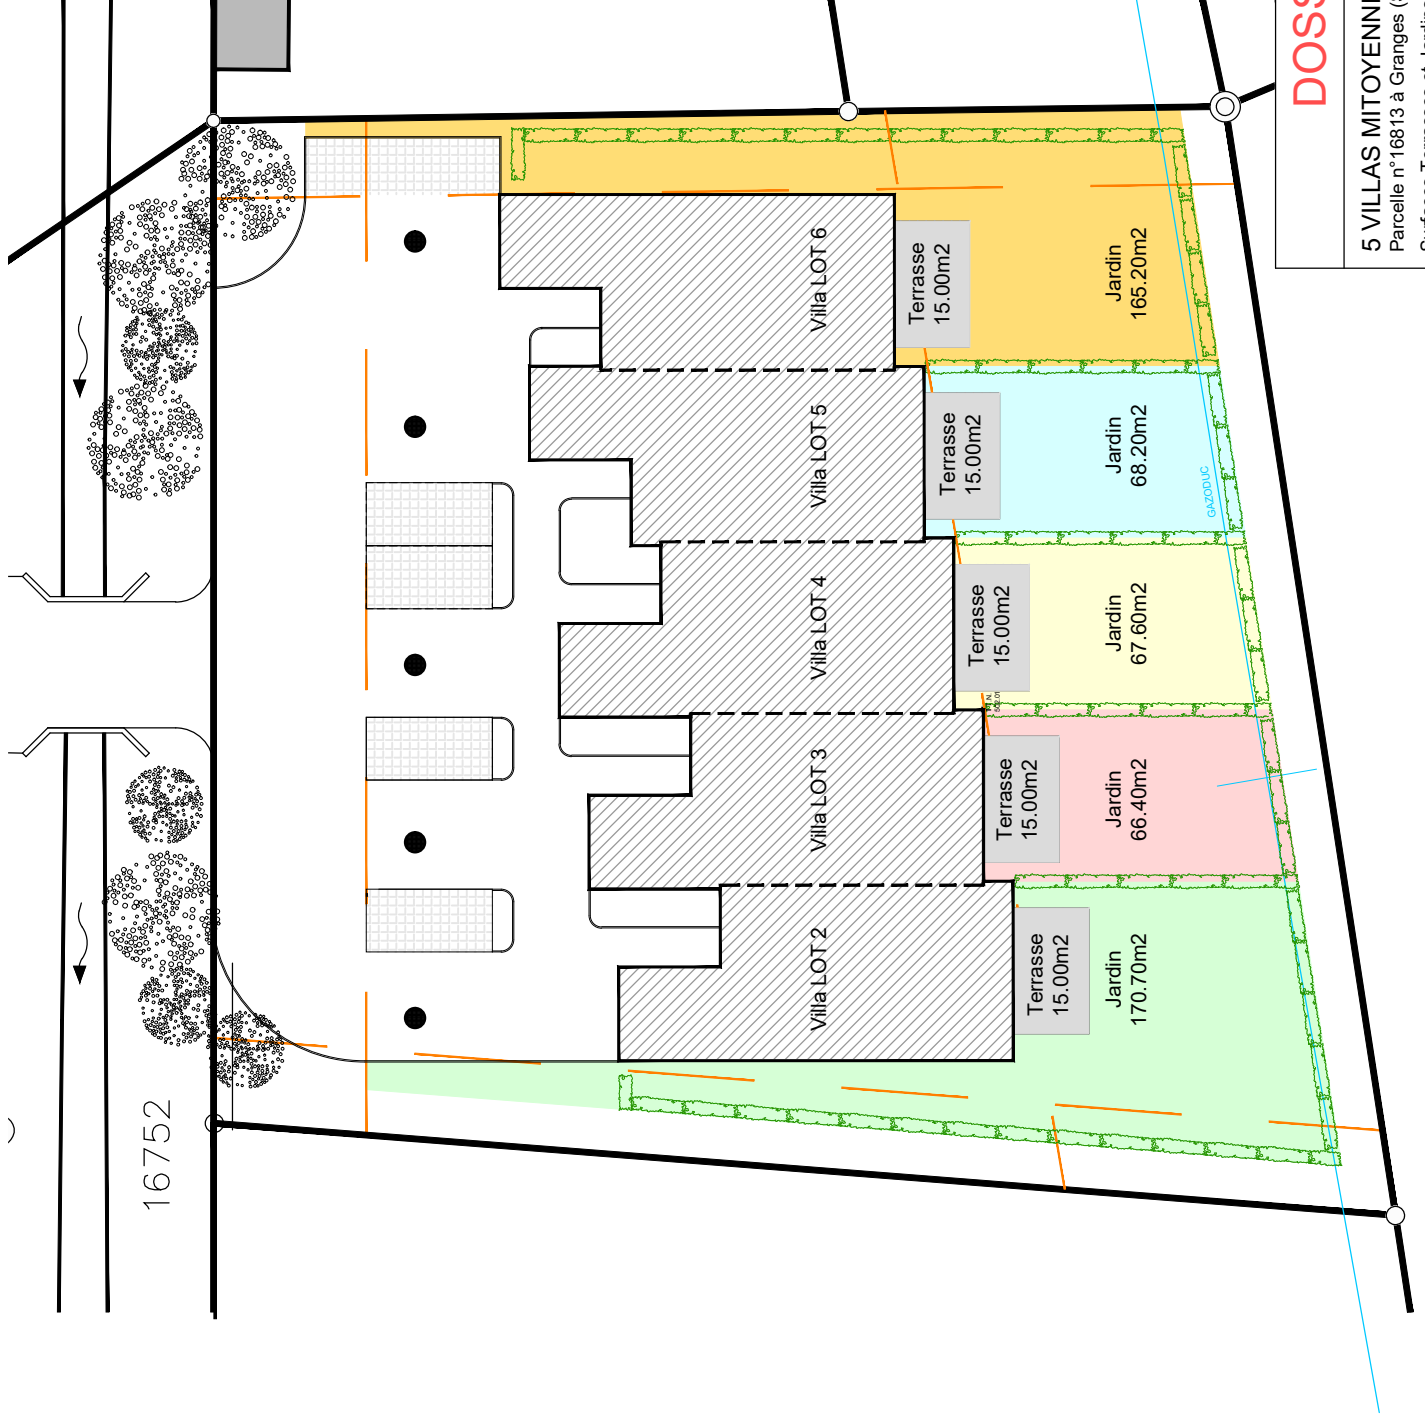 Villa LOT 2
Villa LOT 3
Villa LOT 4
Villa LOT 5
Villa LOT 6
Terrasse
15.00m2
Terrasse
15.00m2
Terrasse
15.00m2
Terrasse
15.00m2
Terrasse
15.00m2
Jardin
170.70m2
Jardin
66.40m2
Jardin
67.60m2
Jardin
68.20m2
Jardin
165.20m2
GAZODUC
16752
DOSS
5 VILLAS MITOYENN
Parcelle n°16813 à Granges (